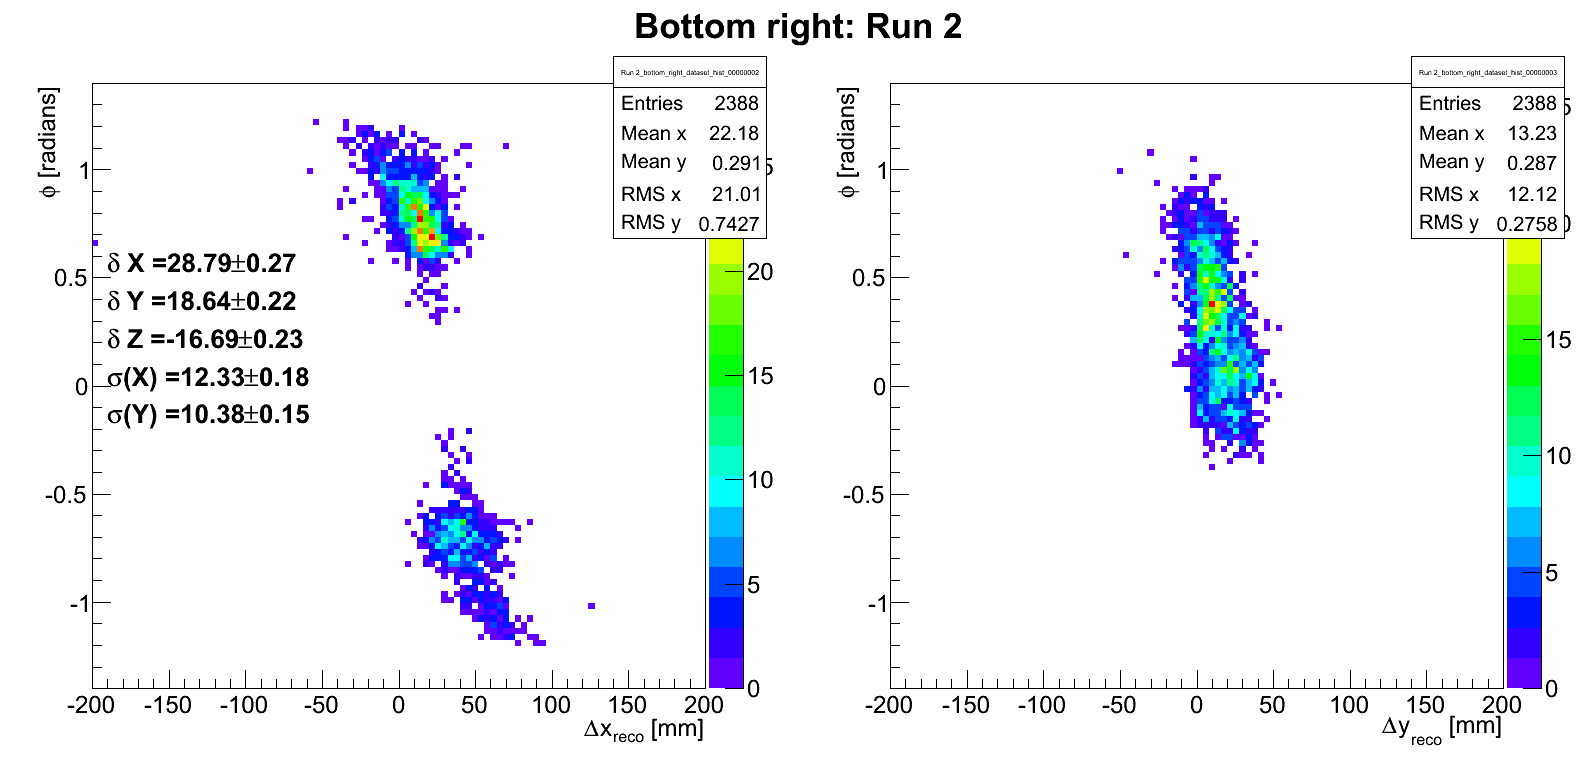 Bottom right: Run 2
Run 2_bottom_right_dataset_hist_00000002
Entries 2388
Mean x 22.18
Mean y 0.291
RMS x 21.01
RMS y 0.7427
ϕ [radians]
1
0.5
0
-0.5
-1
δ X =28.79±0.27
δ Y =18.64±0.22
δ Z =-16.69±0.23
σ(X) =12.33±0.18
σ(Y) =10.38±0.15
5
20
15
10
5
0
-200 -150 -100 -50 0 50 100 150 200
Δx_reco [mm]
Run 2_bottom_right_dataset_hist_00000003
Entries 2388
Mean x 13.23
Mean y 0.287
RMS x 12.12
RMS y 0.2758
ϕ [radians]
1
0.5
0
-0.5
-1
15
10
5
0
-200 -150 -100 -50 0 50 100 150 200
Δy_reco [mm]